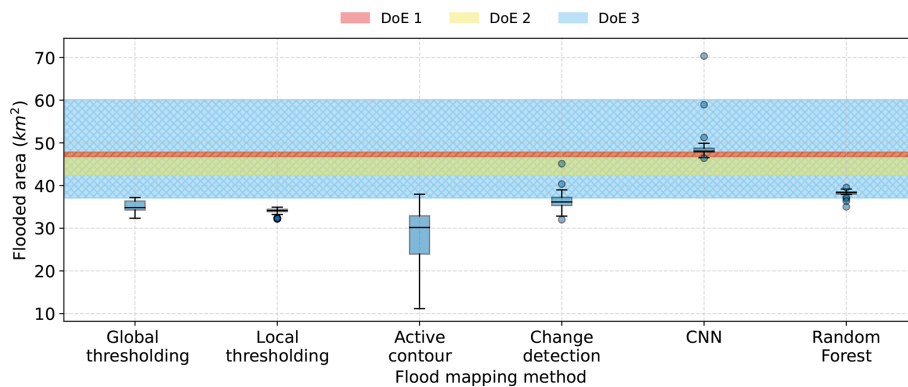 DoE 1 DoE 2 DoE 3
70
60
50
40
30
20
10
Flooded area (km²)
Global thresholding
Local thresholding
Active contour
Change detection
CNN
Random Forest
Flood mapping method